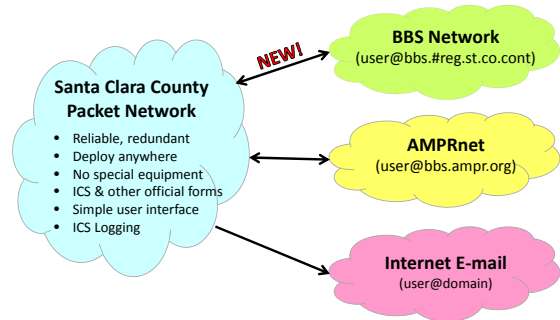 Santa Clara County
Packet Network
• Reliable, redundant
• Deploy anywhere
• No special equipment
• ICS & other official forms
• Simple user interface
• ICS Logging
NEW!
BBS Network
(user@bbs.#reg.st.co.cont)
AMPRnet
(user@bbs.ampr.org)
Internet E-mail
(user@domain)